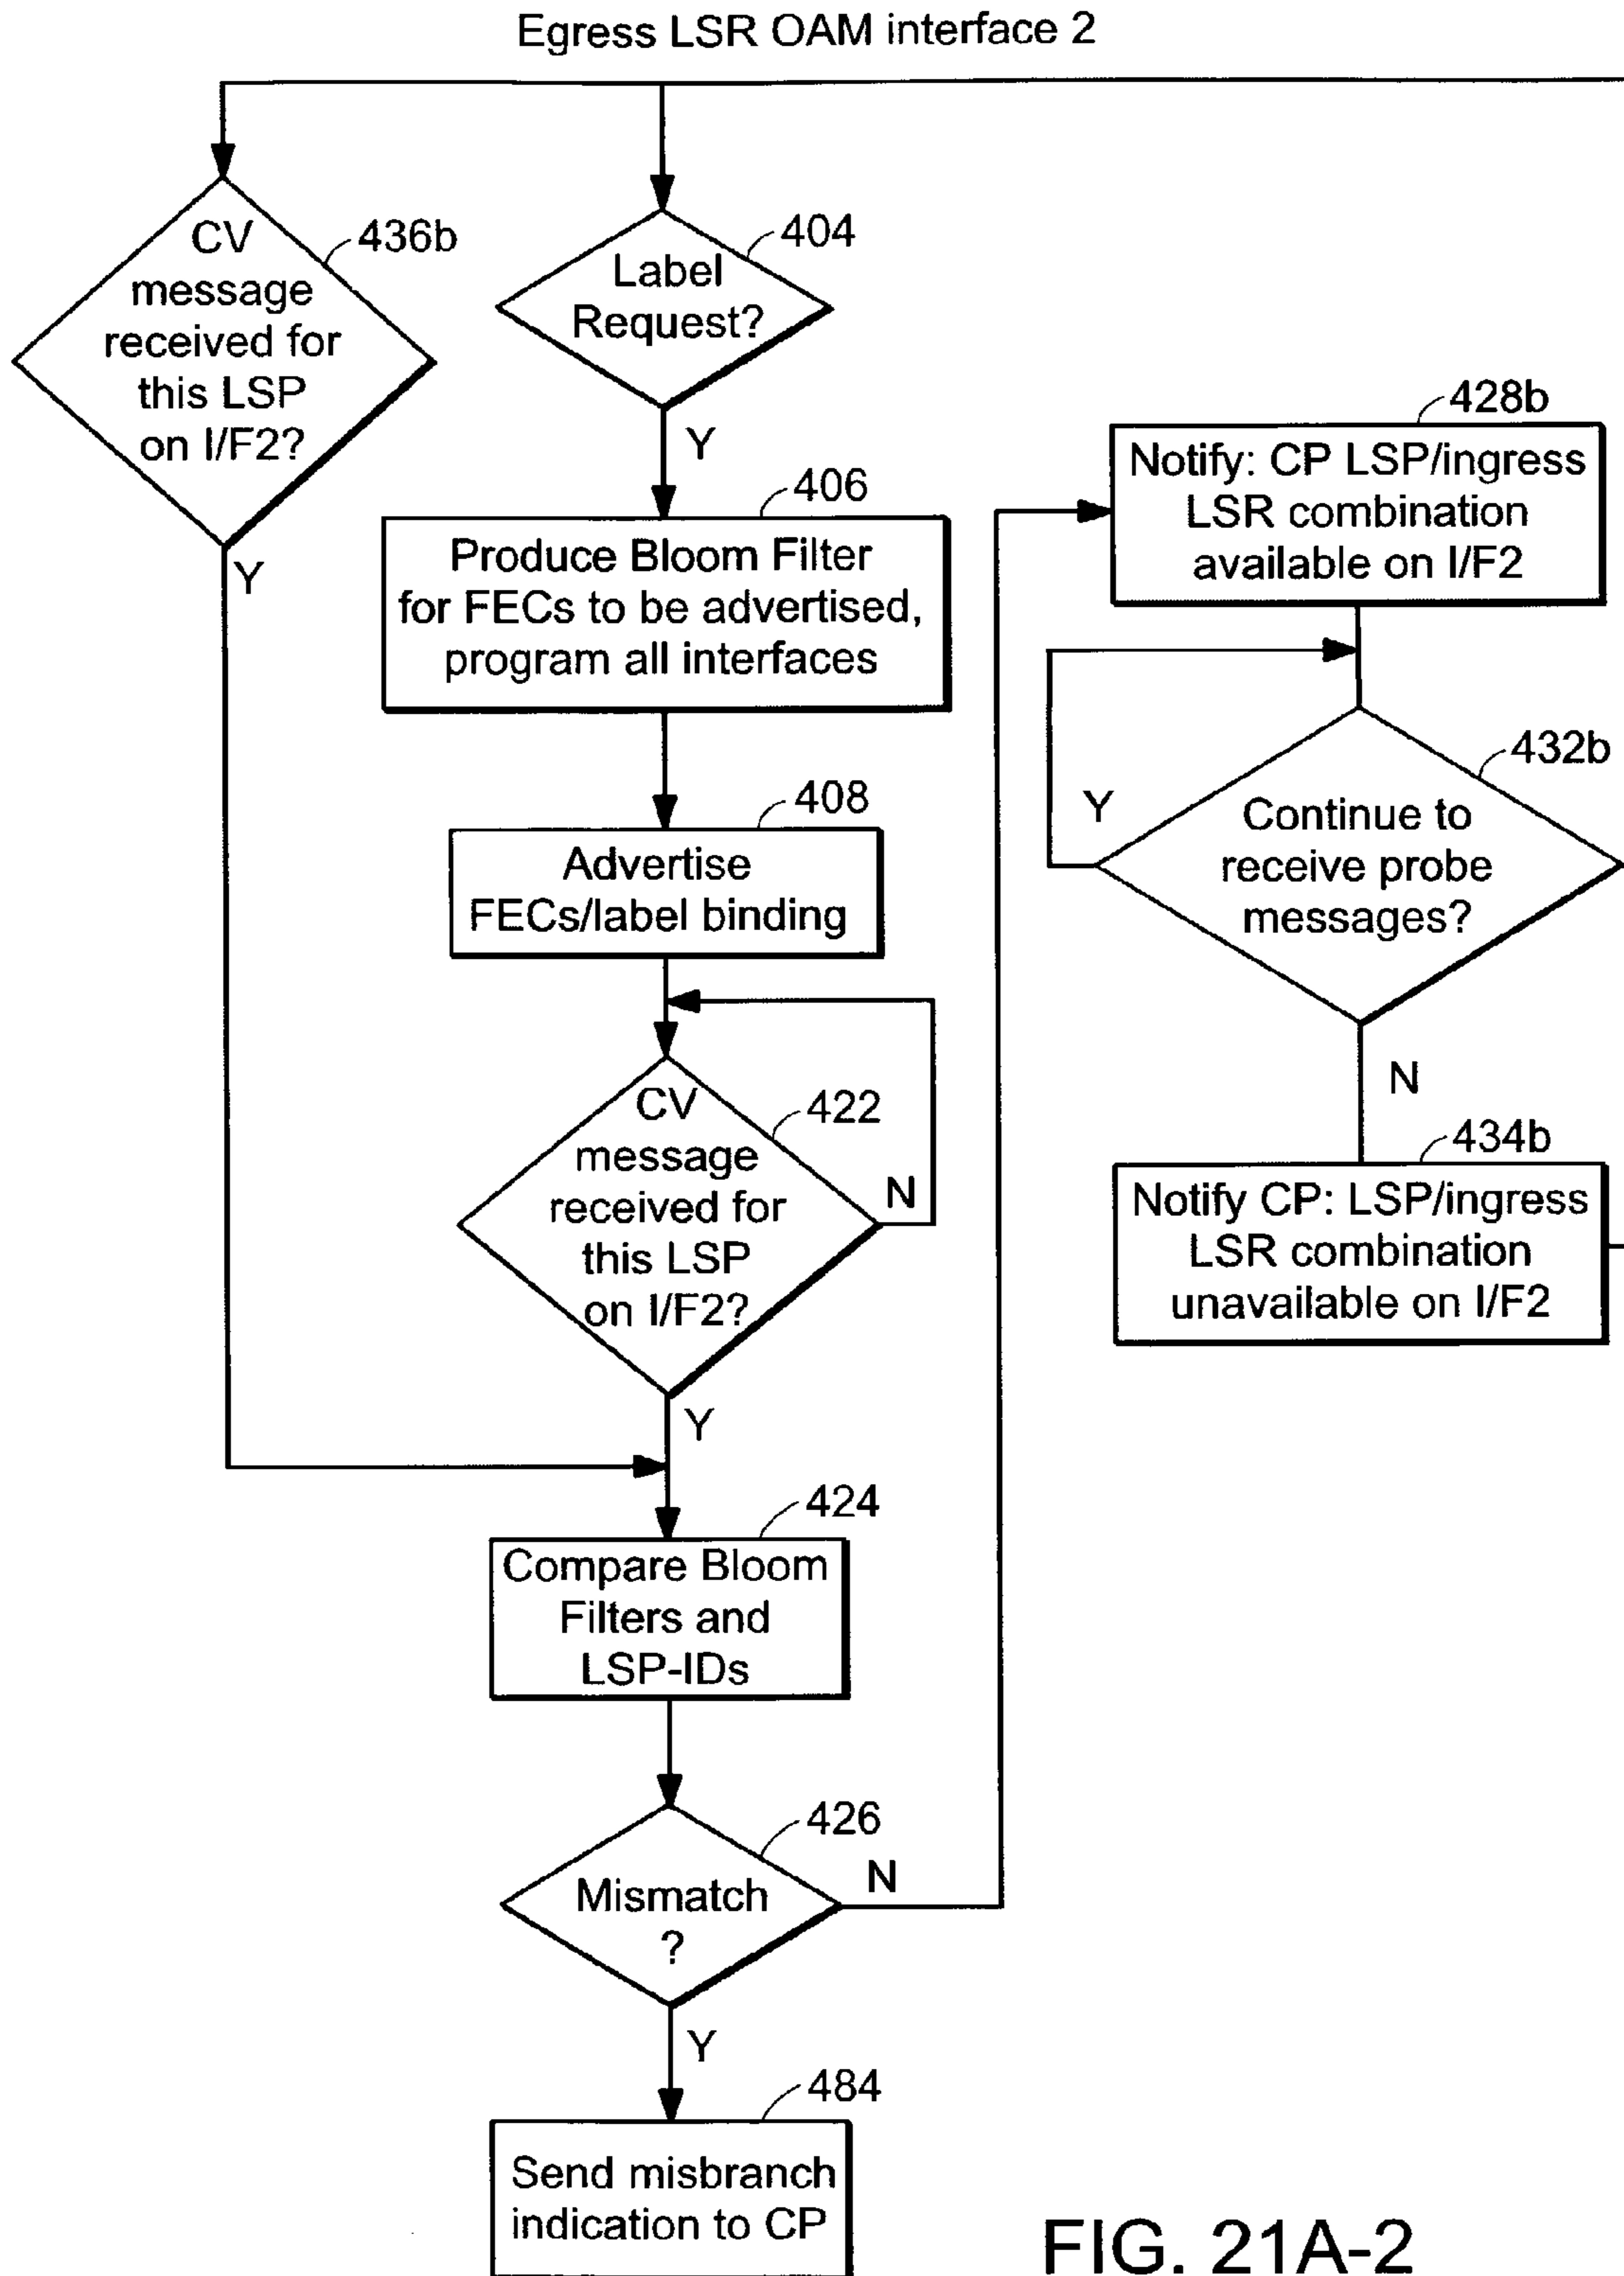 Egress LSR OAM interface 2
CV
message
received for
this LSP
on I/F2?
436b
Y
Label
Request?
404
Y
406
Produce Bloom Filter
for FECs to be advertised,
program all interfaces
408
Advertise
FECs/label binding
CV
message
received for
this LSP
on I/F2?
422
N
Y
424
Compare Bloom
Filters and
LSP-IDs
426
Mismatch
?
N
Y
484
Send misbranch
indication to CP
428b
Notify: CP LSP/ingress
LSR combination
available on I/F2
432b
Continue to
receive probe
messages?
Y
N
434b
Notify CP: LSP/ingress
LSR combination
unavailable on I/F2
FIG. 21A-2